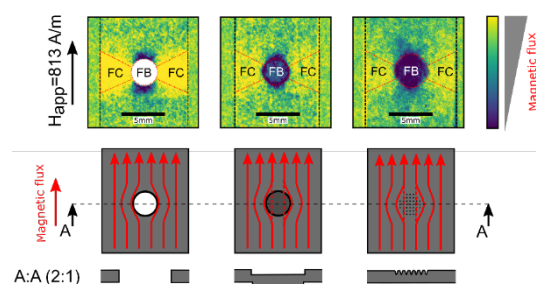 Happ=813 A/m
FC FB FC
5mm
FC FB FC
5mm
FC FB FC
5mm
Magnetic flux
Magnetic flux
A
A
A:A (2:1)